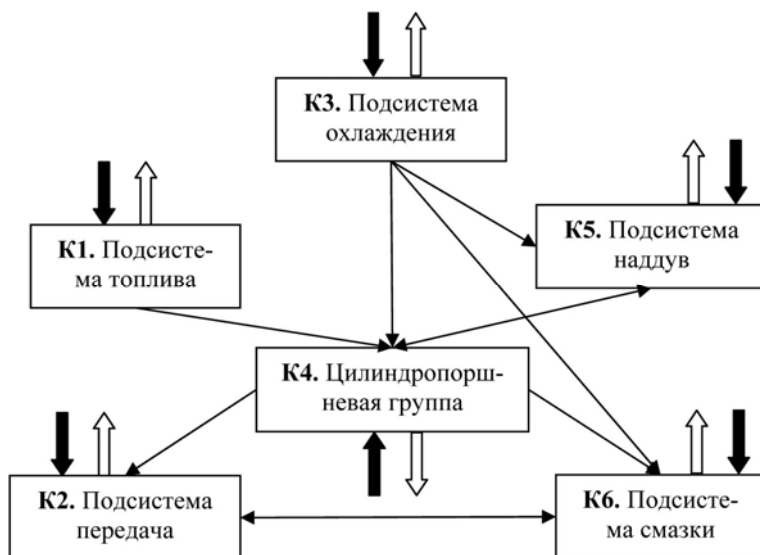 К3. Подсистема
охлаждения
К1. Подсисте-
ма топлива
К5. Подсистема
наддув
К4. Цилиндропорш-
невая группа
К2. Подсистема
передача
К6. Подсисте-
ма смазки